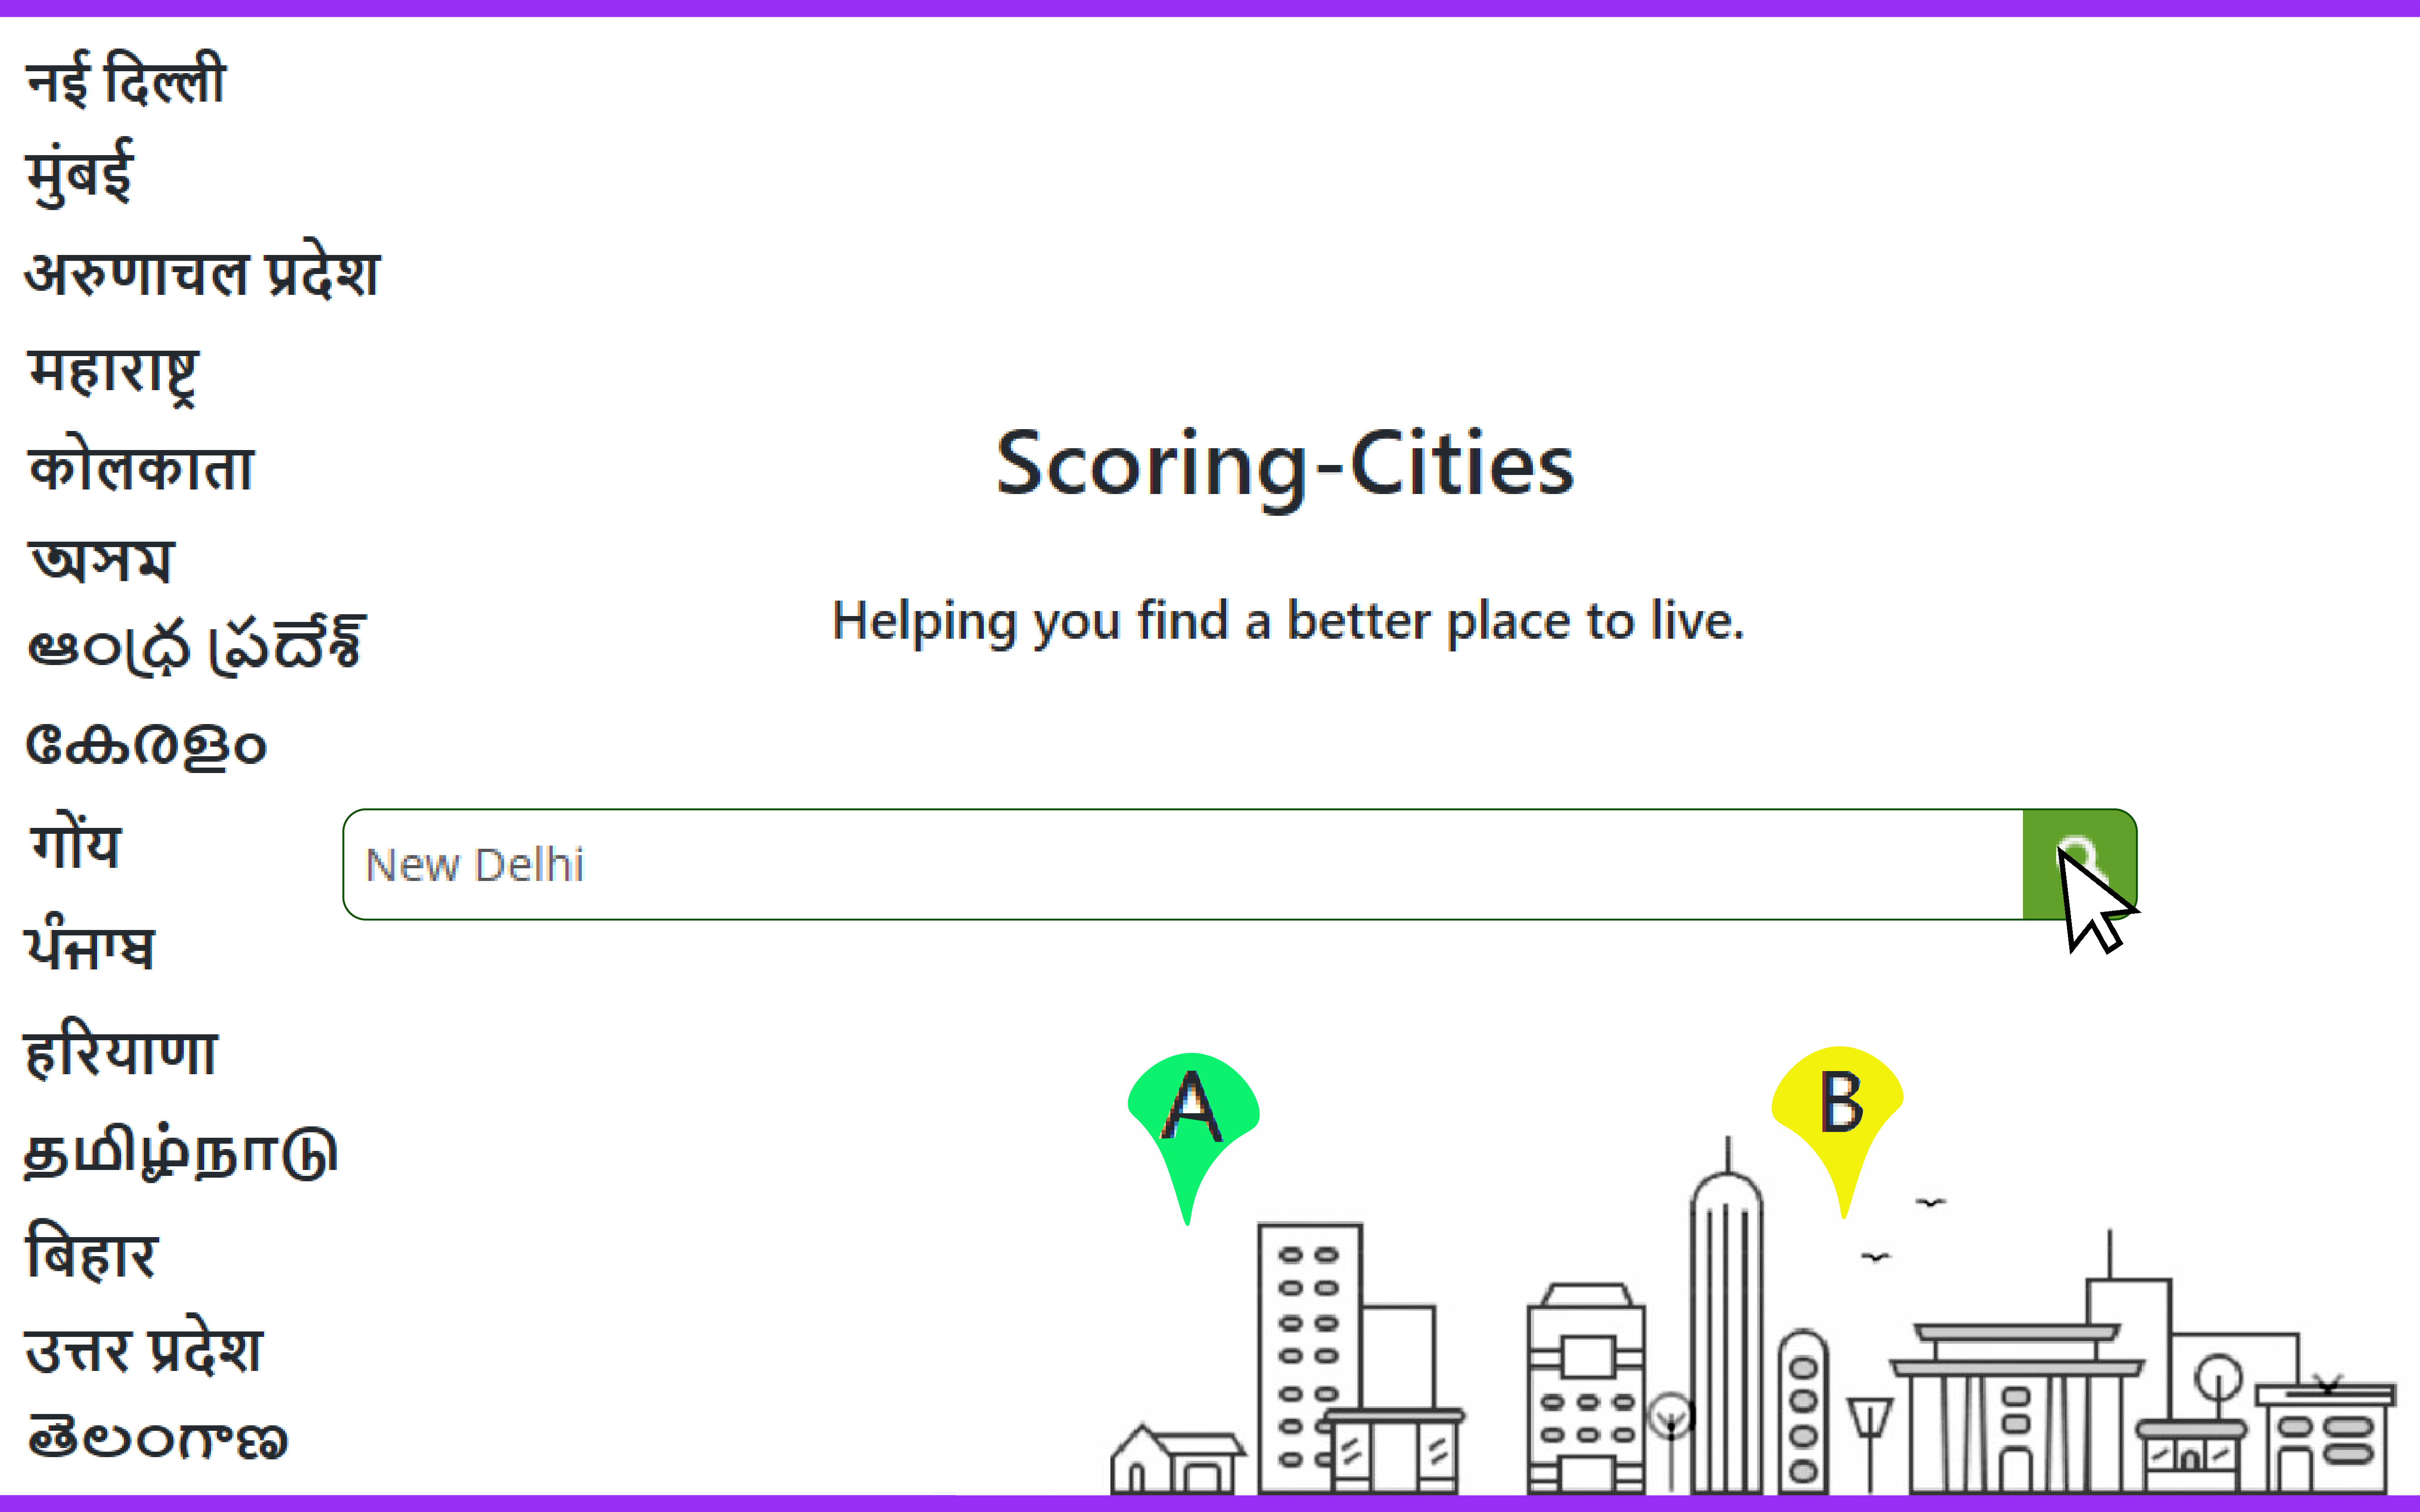 नई दिल्ली
मुंबई
अरुणाचल प्रदेश
महाराष्ट्र
कोलकाता
অসম
ఆంధ్ర ప్రదేశ్
കേരളം
गोंय
ਪੰਜਾਬ
हरियाणा
தமிழ்நாடு
बिहार
उत्तर प्रदेश
తెలంగాణ
Scoring-Cities
Helping you find a better place to live.
New Delhi
A
B